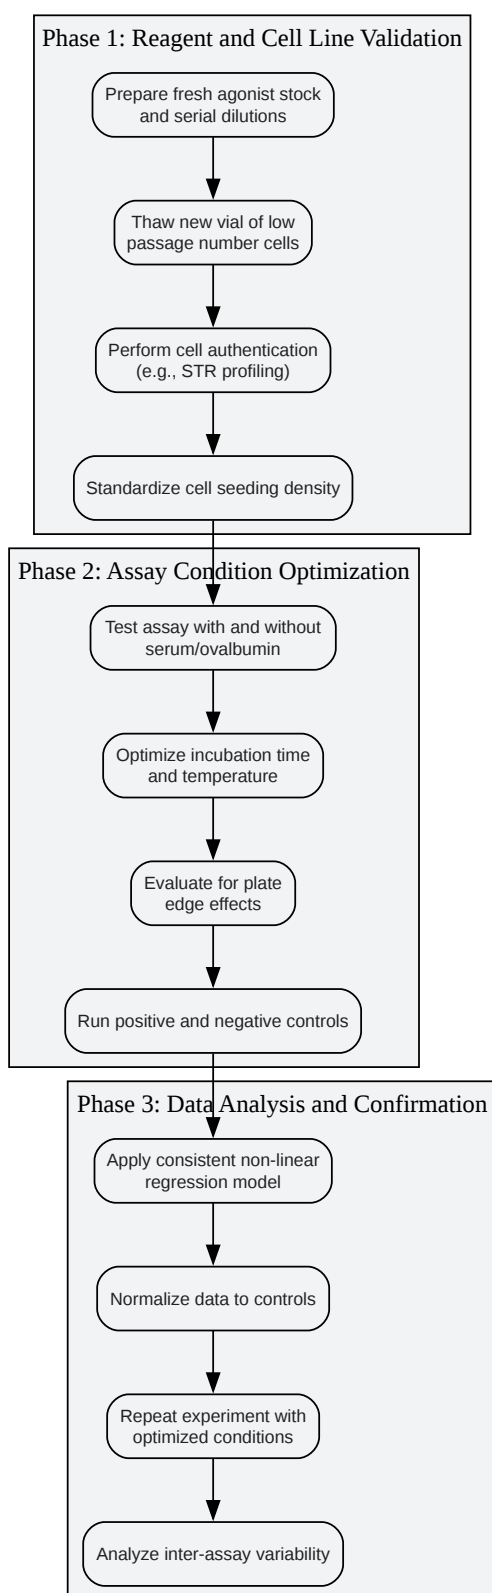 Phase 1: Reagent and Cell Line Validation
Prepare fresh agonist stock
and serial dilutions
Thaw new vial of low
passage number cells
Perform cell authentication
(e.g., STR profiling)
Standardize cell seeding density
Phase 2: Assay Condition Optimization
Test assay with and without
serum/ovalbumin
Optimize incubation time
and temperature
Evaluate for plate
edge effects
Run positive and negative controls
Phase 3: Data Analysis and Confirmation
Apply consistent non-linear
regression model
Normalize data to controls
Repeat experiment with
optimized conditions
Analyze inter-assay variability